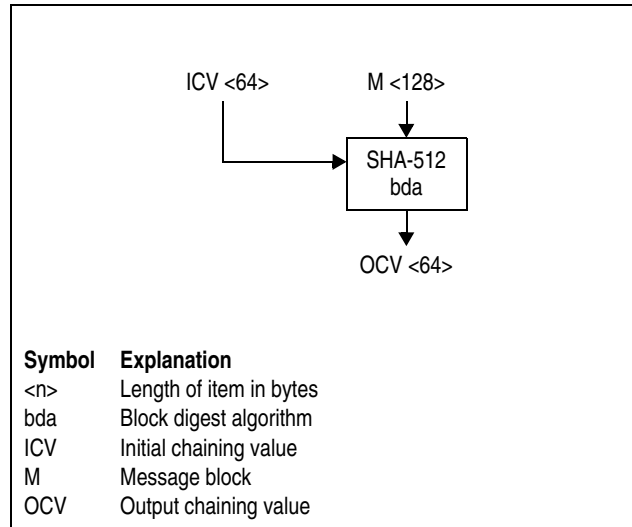 ICV <64> M <128>
SHA-512
bda
OCV <64>
Symbol Explanation
<n> Length of item in bytes
bda Block digest algorithm
ICV Initial chaining value
M Message block
OCV Output chaining value